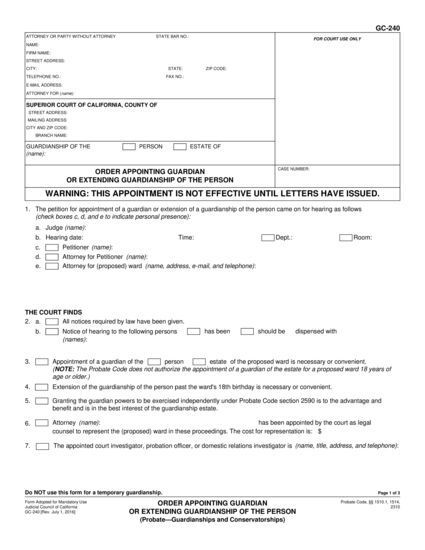 GC-240
ATTORNEY OR PARTY WITHOUT ATTORNEY STATE BAR NO.:
FOR COURT USE ONLY
NAME:
FIRM NAME:
STREET ADDRESS:
CITY: STATE: ZIP CODE:
TELEPHONE NO.: FAX NO.:
E-MAIL ADDRESS:
ATTORNEY FOR (name):
SUPERIOR COURT OF CALIFORNIA, COUNTY OF
STREET ADDRESS:
MAILING ADDRESS:
CITY AND ZIP CODE:
BRANCH NAME:
GUARDIANSHIP OF THE PERSON ESTATE OF
(name):
ORDER APPOINTING GUARDIAN
OR EXTENDING GUARDIANSHIP OF THE PERSON
CASE NUMBER:
WARNING: THIS APPOINTMENT IS NOT EFFECTIVE UNTIL LETTERS HAVE ISSUED.
1. The petition for appointment of a guardian or extension of a guardianship of the person came on for hearing as follows
(check boxes c, d, and e to indicate personal presence):
a. Judge (name):
b. Hearing date: Time: Dept.: Room:
c. Petitioner (name):
d. Attorney for Petitioner (name):
e. Attorney for (proposed) ward (name, address, e-mail, and telephone):
THE COURT FINDS
2. a. All notices required by law have been given.
b. Notice of hearing to the following persons has been should be dispensed with
(names):
3. Appointment of a guardian of the person estate of the proposed ward is necessary or convenient.
(NOTE: The Probate Code does not authorize the appointment of a guardian of the estate for a proposed ward 18 years of
age or older.)
4. Extension of the guardianship of the person past the ward's 18th birthday is necessary or convenient.
5. Granting the guardian powers to be exercised independently under Probate Code section 2590 is to the advantage and
benefit and is in the best interest of the guardianship estate.
6. Attorney (name): has been appointed by the court as legal
counsel to represent the (proposed) ward in these proceedings. The cost for representation is: $
7. The appointed court investigator, probation officer, or domestic relations investigator is (name, title, address, and telephone):
Do NOT use this form for a temporary guardianship.
Page 1 of 3
Form Adopted for Mandatory Use
Judicial Council of California
GC-240 [Rev. July 1, 2016]
ORDER APPOINTING GUARDIAN
OR EXTENDING GUARDIANSHIP OF THE PERSON
(Probate—Guardianships and Conservatorships)
Probate Code, §§ 1510.1, 1514,
2310